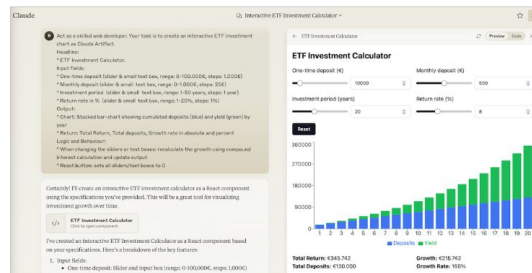 Claude
Interactive ETF Investment Calculator
Act as a skilled web developer. Your task is to create an interactive ETF investment
chart as Claude Artifact.
Headline:
* ETF Investment Calculator.
Input fields:
* One-time deposit (slider & small text box, range: 0-100.000€, steps: 1.000€)
* Monthly deposit (slider & small text box, range: 0-1.000€, steps: 25€)
* Investment period (slider & small text box, range: 1-50 years, steps: 1 year)
* Return rate in % (slider & small text box, range: 1-20%, steps: 1%)
Output:
* Chart: Stacked bar-chart showing cumulated deposits (blue) and yield (green) by
year
* Return: Total Return, Total deposits, Growth rate in absolute and percent
Logic and Behaviour:
* When changing the sliders or text boxes: recalculate the growth using compound
interest calculation and update output
* Reset button: sets all sliders/text boxes to 0
Certainly! I'll create an interactive ETF investment calculator as a React component
using the specifications you've provided. This will be a great tool for visualizing
investment growth over time.
ETF Investment Calculator
Click to open component
I've created an interactive ETF Investment Calculator as a React component based
on your specifications. Here's a breakdown of the key features:
1. Input fields:
• One-time deposit: Slider and input box (range: 0-100,000€, steps: 1,000€)
ETF Investment Calculator
Preview Code
ETF Investment Calculator
One-time deposit (€) Monthly deposit (€)
10000 500
Investment period (years) Return rate (%)
20 8
Reset
360000
270000
180000
90000
0
1 2 3 4 5 6 7 8 9 10 11 12 13 14 15 16 17 18 19 20
Deposits Yield
Total Return: €345.742 Growth: €215.742
Total Deposits: €130.000 Growth Rate: 166%